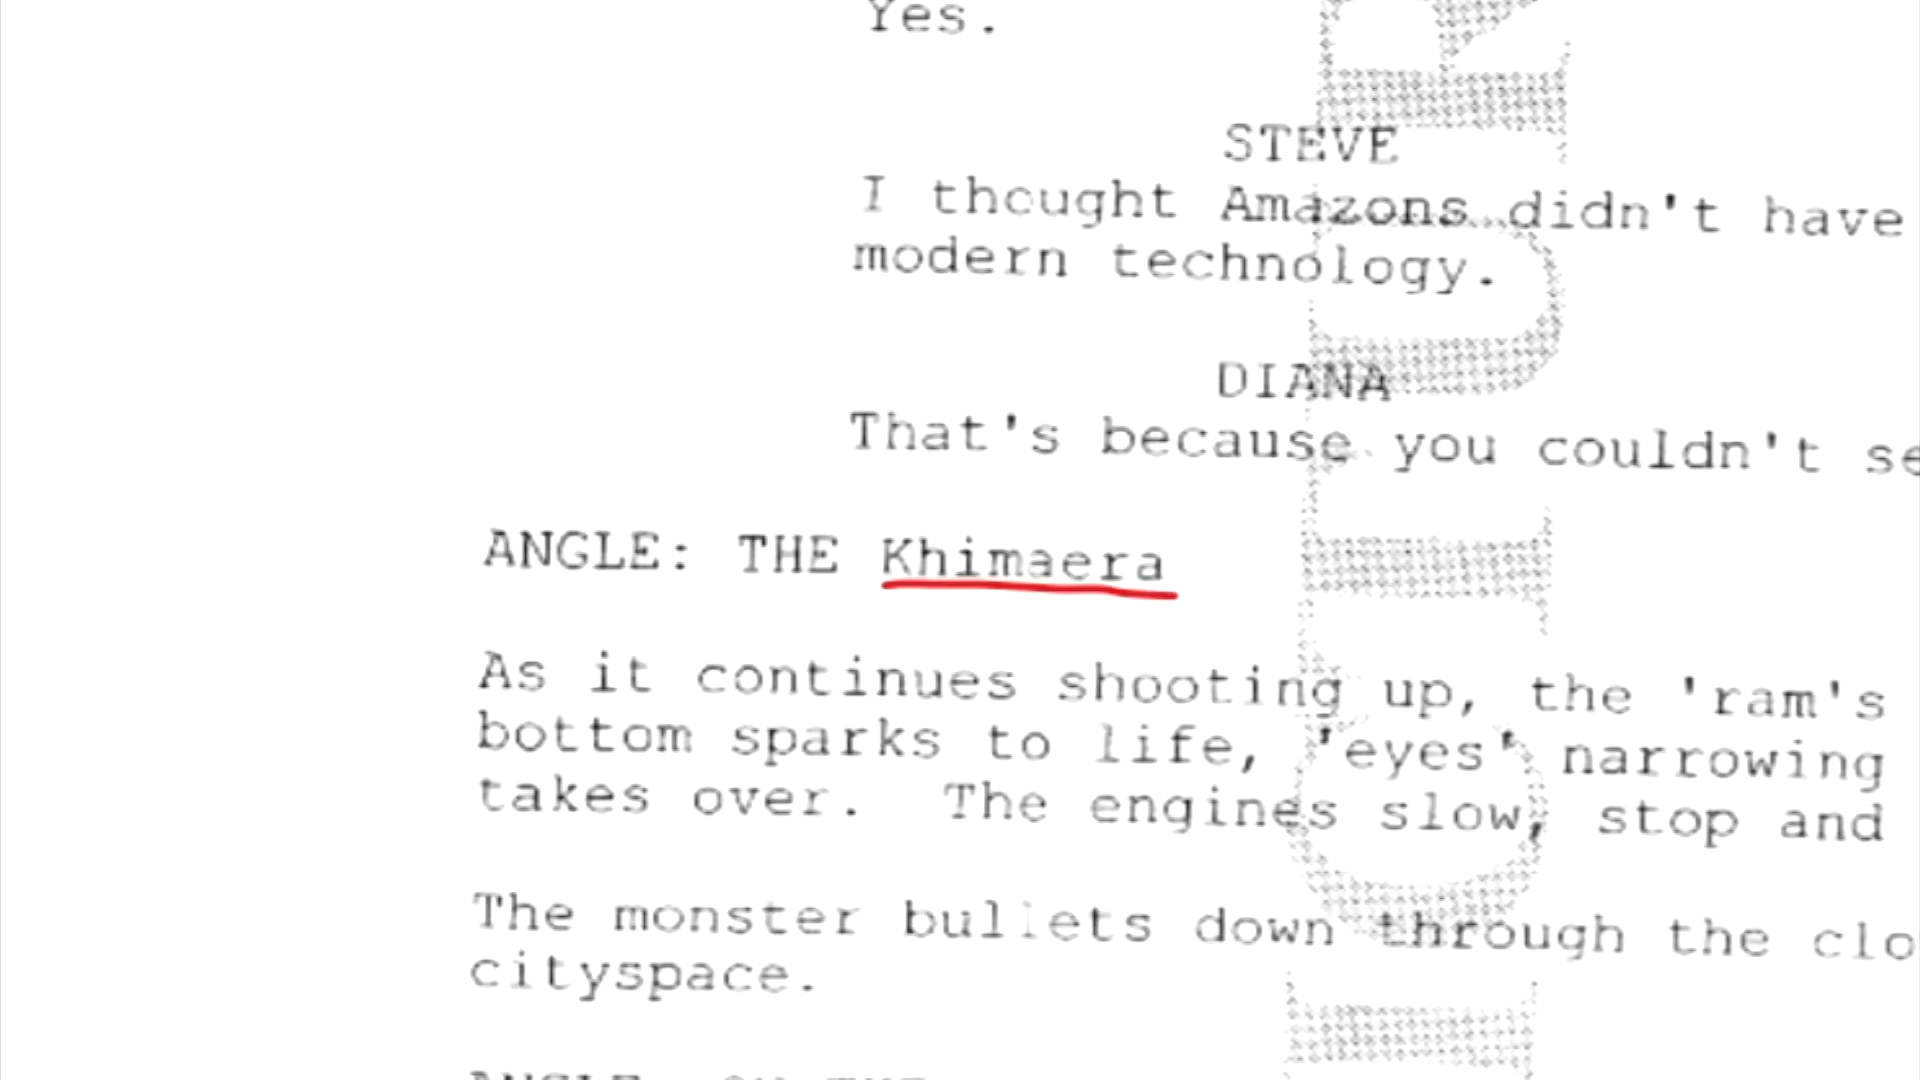 Yes.
STEVE
I thought Amazons didn't have
modern technology.
DIANA
That's because you couldn't se
ANGLE: THE Khimaera
As it continues shooting up, the 'ram's
bottom sparks to life, 'eyes' narrowing
takes over. The engines slow, stop and
The monster bullets down through the clo
cityspace.